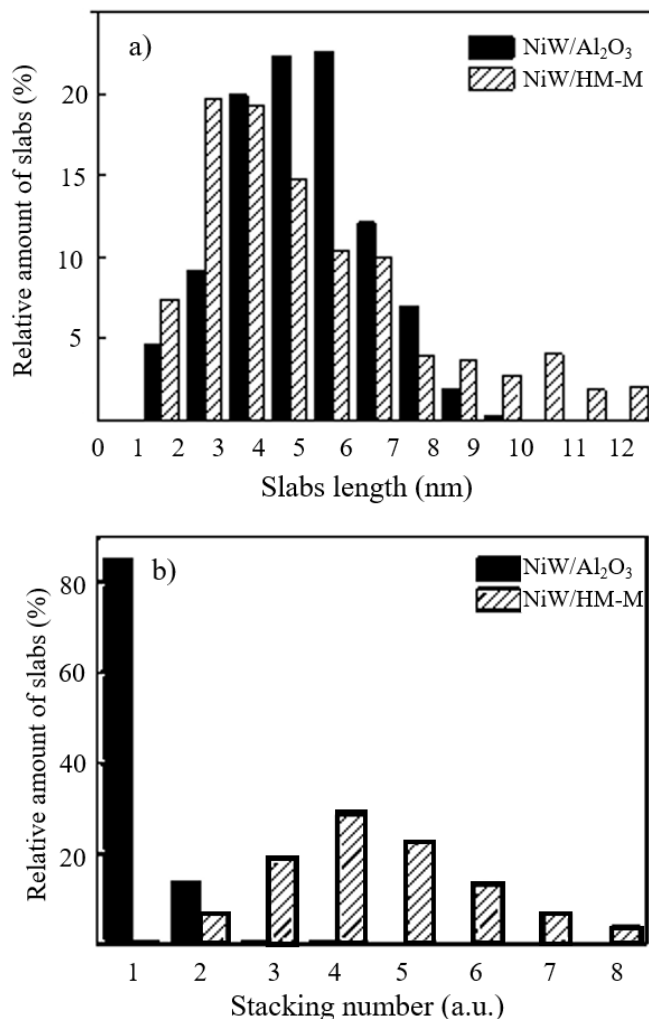 a)
NiW/Al₂O₃
NiW/HM-M
Relative amount of slabs (%)
20
15
10
5
0 1 2 3 4 5 6 7 8 9 10 11 12
Slabs length (nm)
b)
NiW/Al₂O₃
NiW/HM-M
Relative amount of slabs (%)
80
60
40
20
1 2 3 4 5 6 7 8
Stacking number (a.u.)